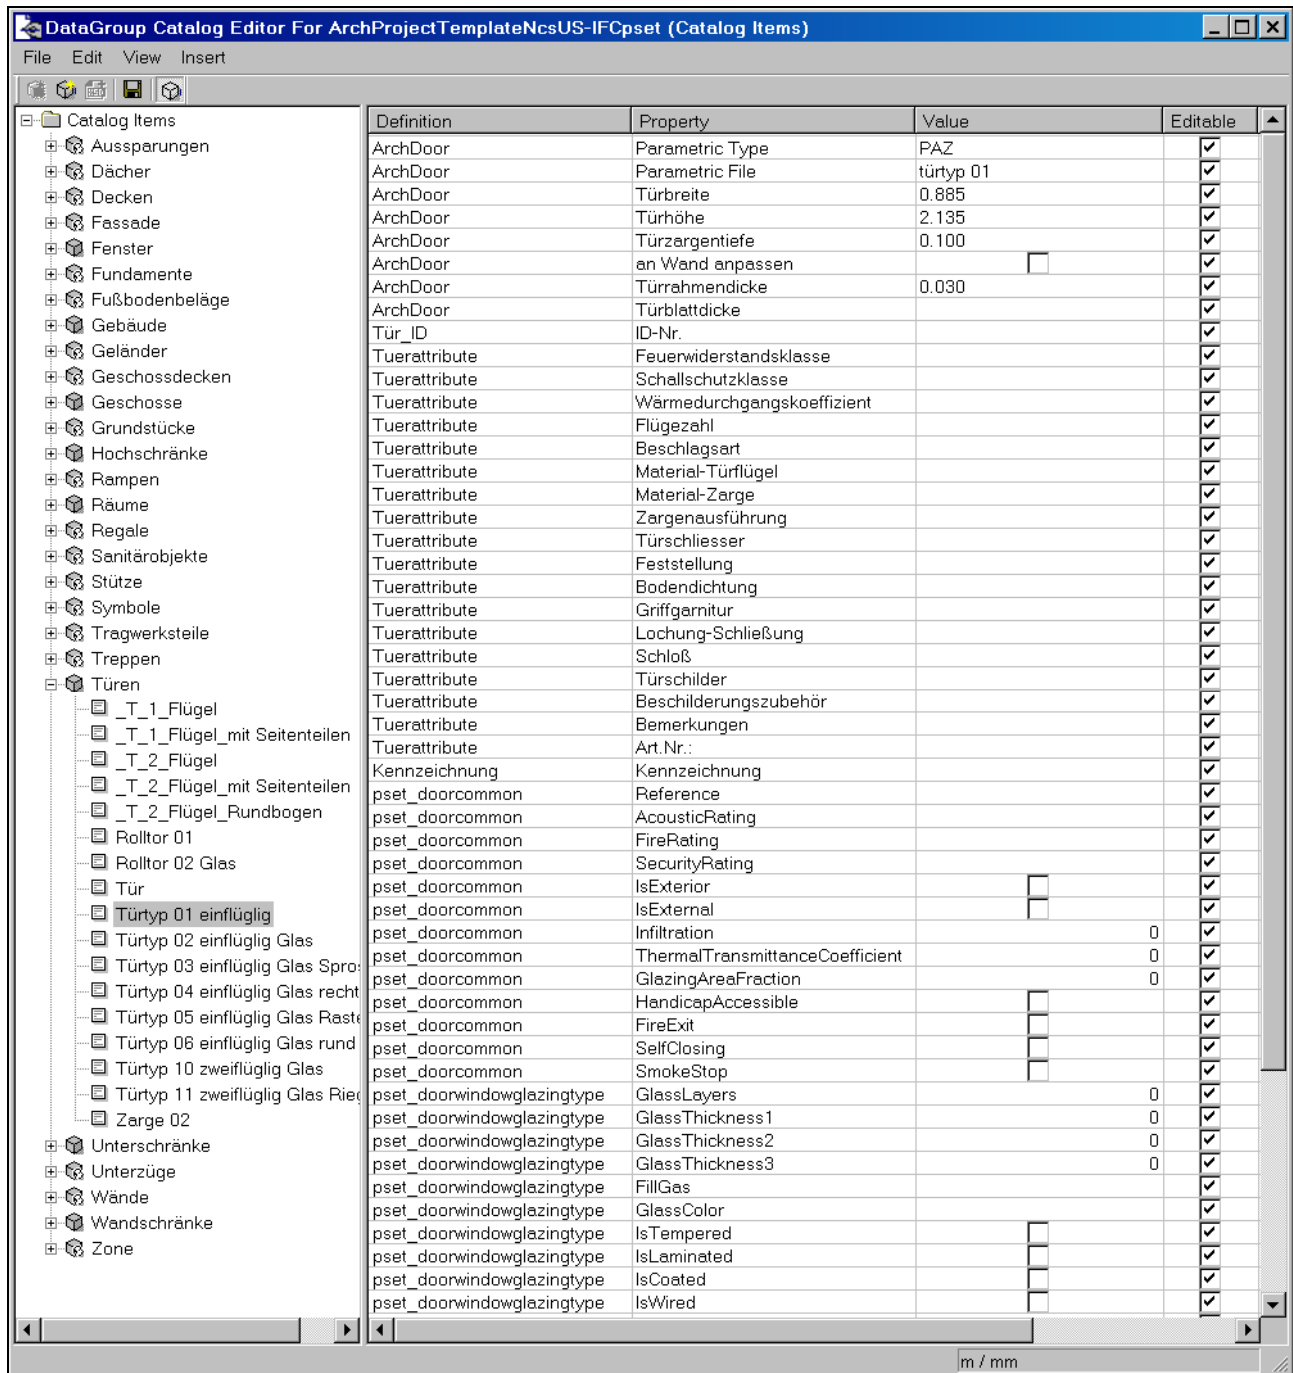 DataGroup Catalog Editor For ArchProjectTemplateNcsUS-IFCpset (Catalog Items)
File Edit View Insert
Catalog Items
Aussparungen
Dächer
Decken
Fassade
Fenster
Fundamente
Fußbodenbeläge
Gebäude
Geländer
Geschossdecken
Geschosse
Grundstücke
Hochschränke
Rampen
Räume
Regale
Sanitärobjekte
Stütze
Symbole
Tragwerksteile
Treppen
Türen
_T_1_Flügel
_T_1_Flügel_mit Seitenteilen
_T_2_Flügel
_T_2_Flügel_mit Seitenteilen
_T_2_Flügel_Rundbogen
Rolltor 01
Rolltor 02 Glas
Tür
Türtyp 01 einflüglig
Türtyp 02 einflüglig Glas
Türtyp 03 einflüglig Glas Spro
Türtyp 04 einflüglig Glas recht
Türtyp 05 einflüglig Glas Raste
Türtyp 06 einflüglig Glas rund
Türtyp 10 zweiflüglig Glas
Türtyp 11 zweiflüglig Glas Rieg
Zarge 02
Unterschränke
Unterzüge
Wände
Wandschränke
Zone
Definition Property Value Editable
ArchDoor Parametric Type PAZ
ArchDoor Parametric File türtyp 01
ArchDoor Türbreite 0.885
ArchDoor Türhöhe 2.135
ArchDoor Türzargentiefe 0.100
ArchDoor an Wand anpassen
ArchDoor Türrahmendicke 0.030
ArchDoor Türblattdicke
Tür_ID ID-Nr.
Tuerattribute Feuerwiderstandsklasse
Tuerattribute Schallschutzklasse
Tuerattribute Wärmedurchgangskoeffizient
Tuerattribute Flügezahl
Tuerattribute Beschlagsart
Tuerattribute Material-Türflügel
Tuerattribute Material-Zarge
Tuerattribute Zargenausführung
Tuerattribute Türschliesser
Tuerattribute Feststellung
Tuerattribute Bodendichtung
Tuerattribute Griffgarnitur
Tuerattribute Lochung-Schließung
Tuerattribute Schloß
Tuerattribute Türschilder
Tuerattribute Beschilderungszubehör
Tuerattribute Bemerkungen
Tuerattribute Art.Nr.:
Kennzeichnung Kennzeichnung
pset_doorcommon Reference
pset_doorcommon AcousticRating
pset_doorcommon FireRating
pset_doorcommon SecurityRating
pset_doorcommon IsExterior
pset_doorcommon IsExternal
pset_doorcommon Infiltration 0
pset_doorcommon ThermalTransmittanceCoefficient 0
pset_doorcommon GlazingAreaFraction 0
pset_doorcommon HandicapAccessible
pset_doorcommon FireExit
pset_doorcommon SelfClosing
pset_doorcommon SmokeStop
pset_doorwindowglazingtype GlassLayers 0
pset_doorwindowglazingtype GlassThickness1 0
pset_doorwindowglazingtype GlassThickness2 0
pset_doorwindowglazingtype GlassThickness3 0
pset_doorwindowglazingtype FillGas
pset_doorwindowglazingtype GlassColor
pset_doorwindowglazingtype IsTempered
pset_doorwindowglazingtype IsLaminated
pset_doorwindowglazingtype IsCoated
pset_doorwindowglazingtype IsWired
m / mm